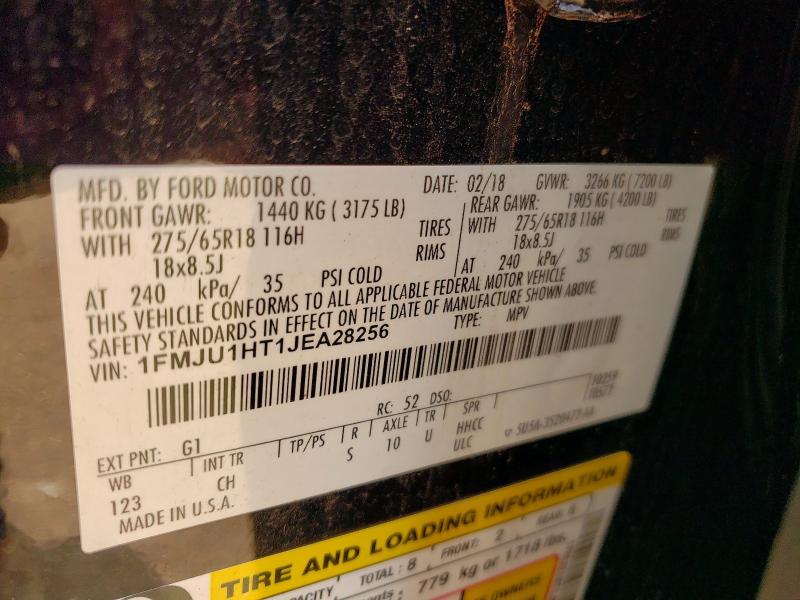 MFD. BY FORD MOTOR CO. DATE: 02/18 GVWR: 3266 KG ( 7200 LB)
FRONT GAWR: 1440 KG ( 3175 LB) REAR GAWR: 1905 KG ( 4200 LB)
WITH 275/65R18 116H TIRES WITH 275/65R18 116H TIRES
18x8.5J RIMS 18x8.5J RIMS
AT 240 kPa/ 35 PSI COLD AT 240 kPa/ 35 PSI COLD
THIS VEHICLE CONFORMS TO ALL APPLICABLE FEDERAL MOTOR VEHICLE
SAFETY STANDARDS IN EFFECT ON THE DATE OF MANUFACTURE SHOWN ABOVE.
VIN: 1FMJU1HT1JEA28256 TYPE: MPV
EXT PNT: G1 RC: 52 DSO:
WB INT TR TP/PS R AXLE TR SPR
123 CH S 10 U HHCC
ULC
MADE IN U.S.A.
TIRE AND LOADING INFORMATION
TOTAL: 8 FRONT: 2 REAR: 6
779 kg or 1718 lbs.